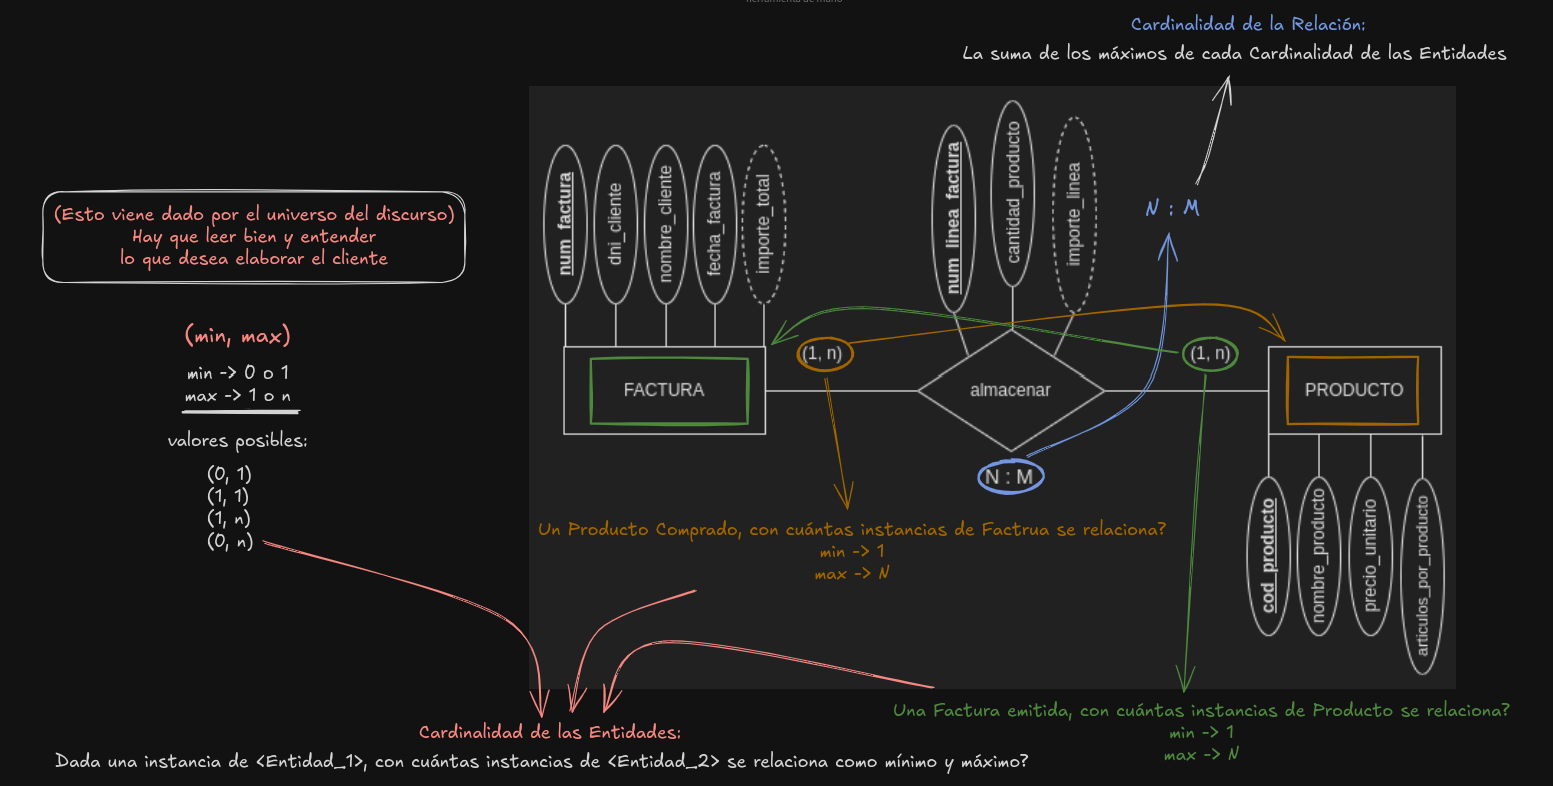 herramienta de mano
Cardinalidad de la Relación:
La suma de los máximos de cada Cardinalidad de las Entidades
(Esto viene dado por el universo del discurso)
Hay que leer bien y entender
lo que desea elaborar el cliente
(min, max)
min -> 0 o 1
max -> 1 o n
valores posibles:
(0, 1)
(1, 1)
(1, n)
(0, n)
num_factura
dni_cliente
nombre_cliente
fecha_factura
importe_total
num_linea_factura
cantidad_producto
importe_linea
N : M
FACTURA
(1, n)
almacenar
(1, n)
PRODUCTO
N : M
cod_producto
nombre_producto
precio_unitario
articulos_por_producto
Un Producto Comprado, con cuántas instancias de Factrua se relaciona?
min -> 1
max -> N
Una Factura emitida, con cuántas instancias de Producto se relaciona?
min -> 1
max -> N
Cardinalidad de las Entidades:
Dada una instancia de <Entidad_1>, con cuántas instancias de <Entidad_2> se relaciona como mínimo y máximo?